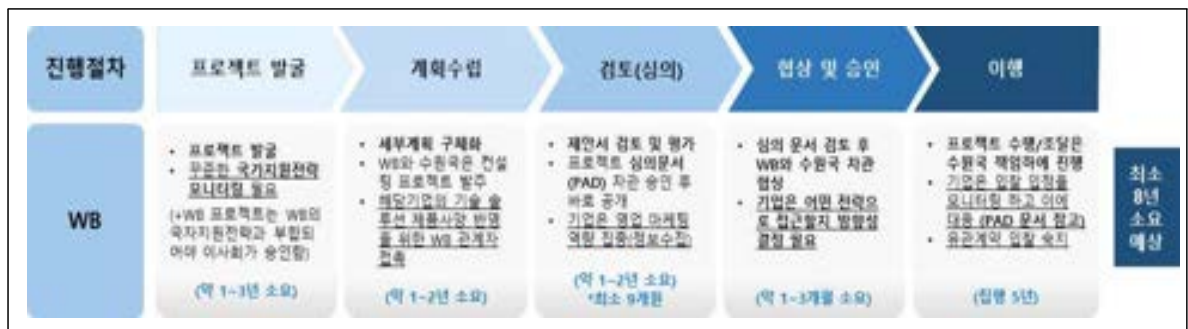 진행절차
프로젝트 발굴
계획수립
검토(심의)
협상 및 승인
이행
WB
• 프로젝트 발굴
• 꾸준한 국가지원전략
모니터링 필요
(+WB 프로젝트는 WB의
국가지원전략과 부합되
어야 이사회가 승인함)
(약 1~3년 소요)
• 세부계획 구체화
• WB와 수원국은 컨설
팅 프로젝트 발주
• 해당기업의 기술 솔
루션 제품사양 반영
을 위한 WB 관계자
접촉
(약 1~2년 소요)
• 제안서 검토 및 평가
• 프로젝트 심의문서
(PAD) 차관 승인 후
바로 공개
• 기업은 영업 마케팅
역량 집중(정보수집)
(약 1~2년 소요)
*최소 9개월
• 심의 문서 검토 후
WB와 수원국 차관
협상
• 기업은 어떤 전략으
로 접근할지 방향성
결정 필요
(약 1~3개월 소요)
• 프로젝트 수행/조달은
수원국 책임하에 진행
• 기업은 입찰 일정을
모니터링 하고 이에
대응 (PAD 문서 참고)
• 유관계약 입찰 숙지
(집행 5년)
최소
8년
소요
예상